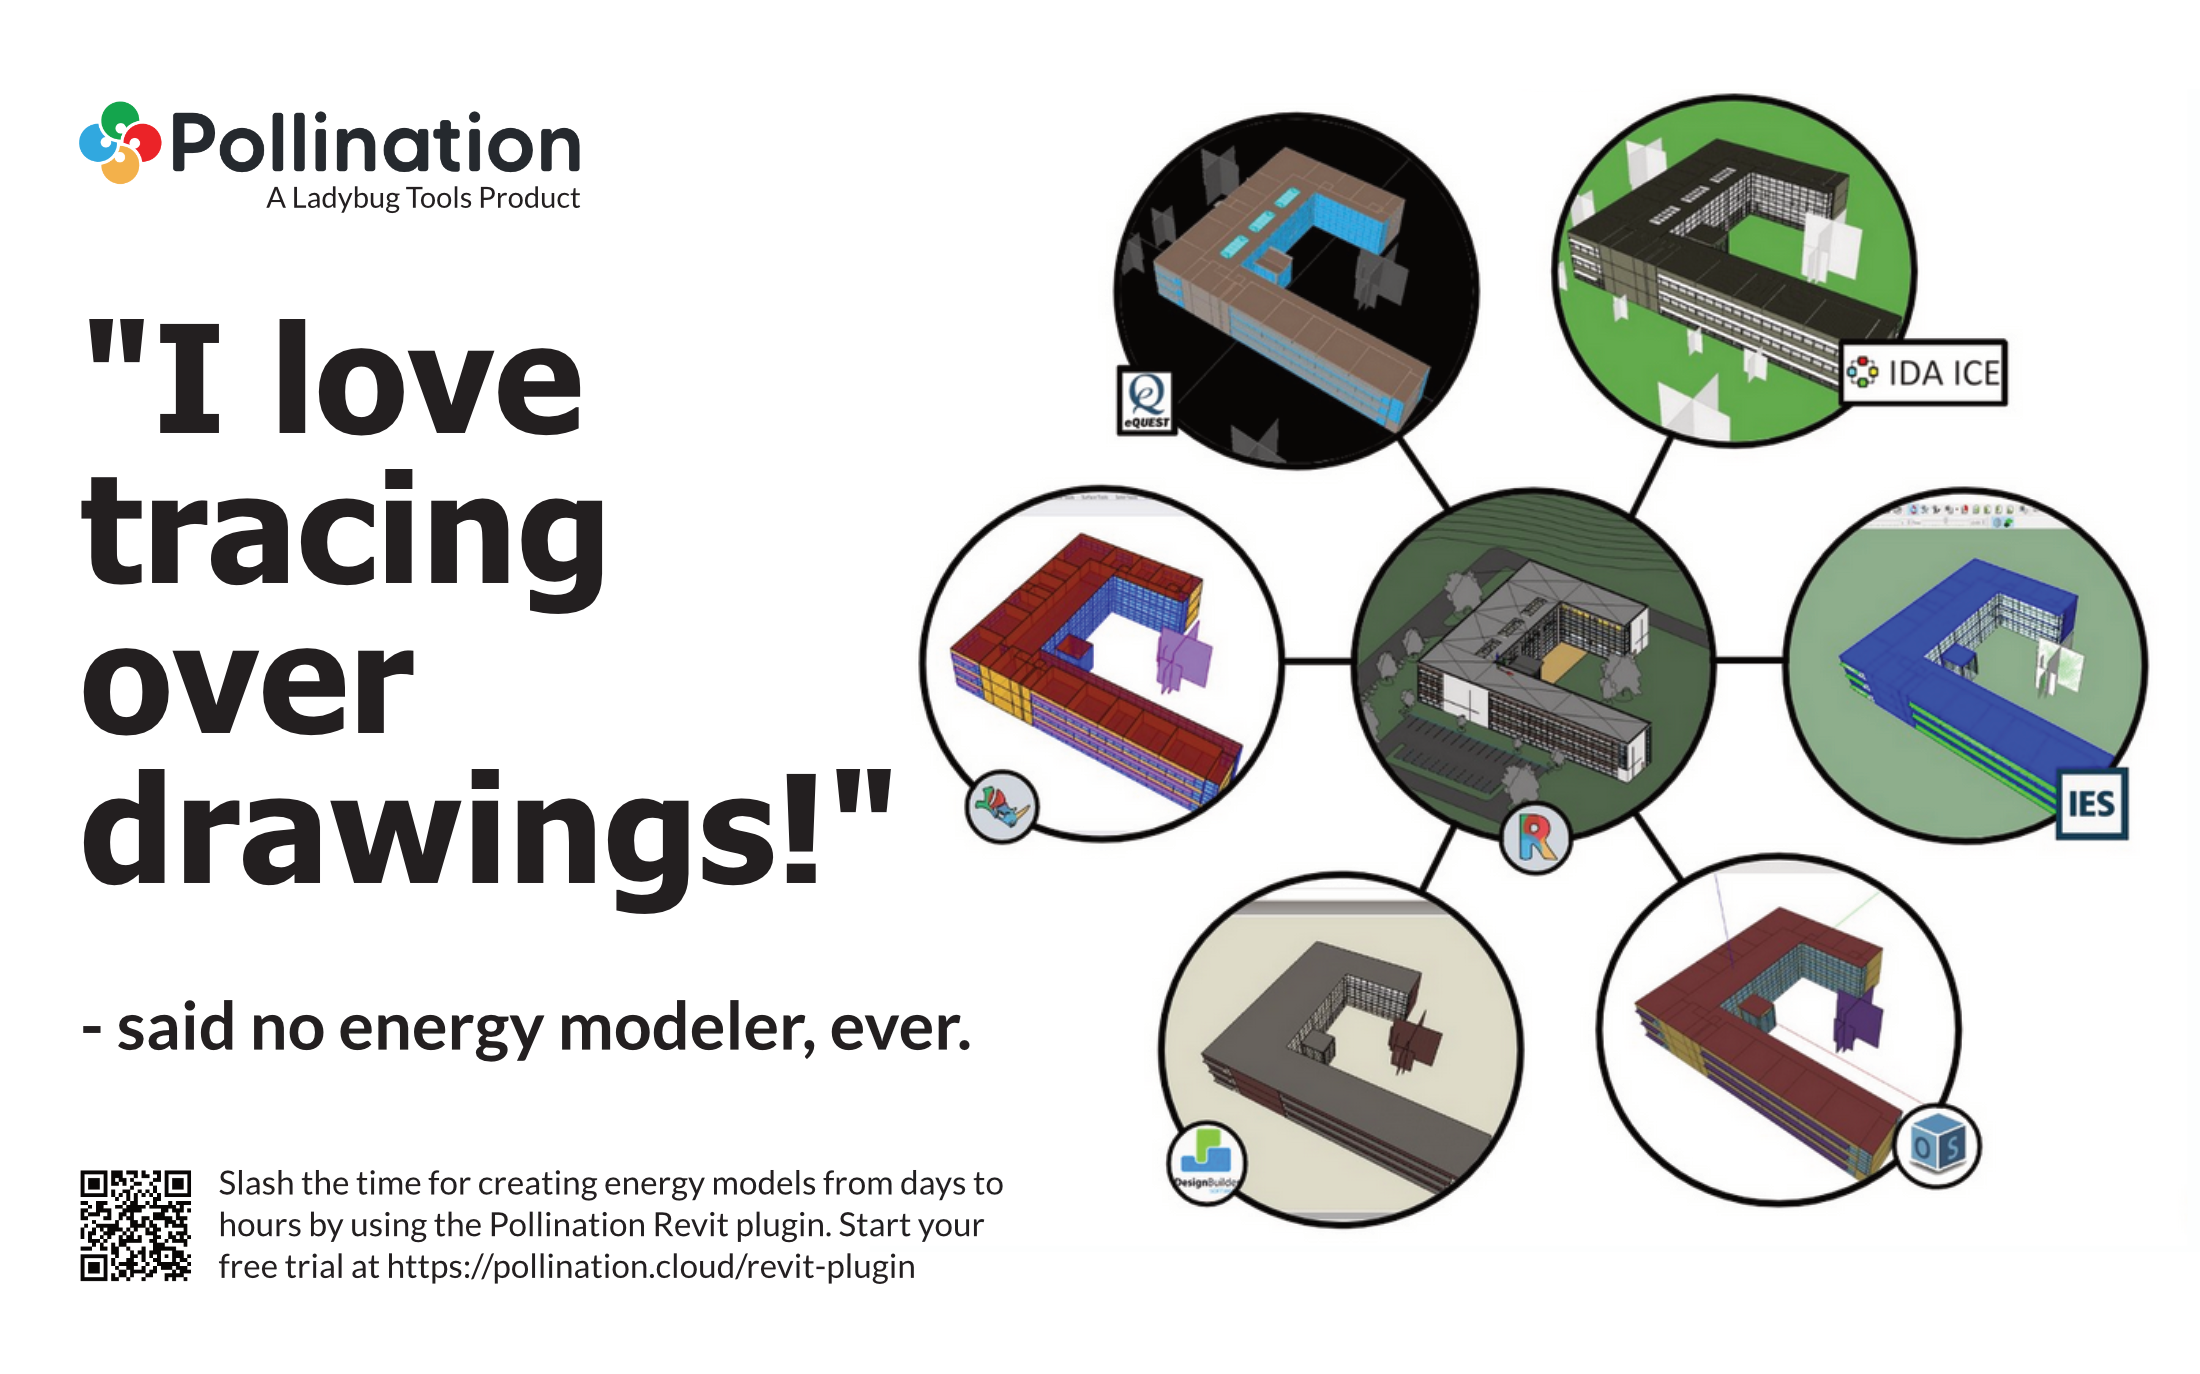 Pollination
A Ladybug Tools Product
"I love
tracing
over
drawings!"
- said no energy modeler, ever.
Slash the time for creating energy models from days to
hours by using the Pollination Revit plugin. Start your
free trial at https://pollination.cloud/revit-plugin
eQUEST
IDA ICE
R
IES
DesignBuilder
SOFTWARE
O S